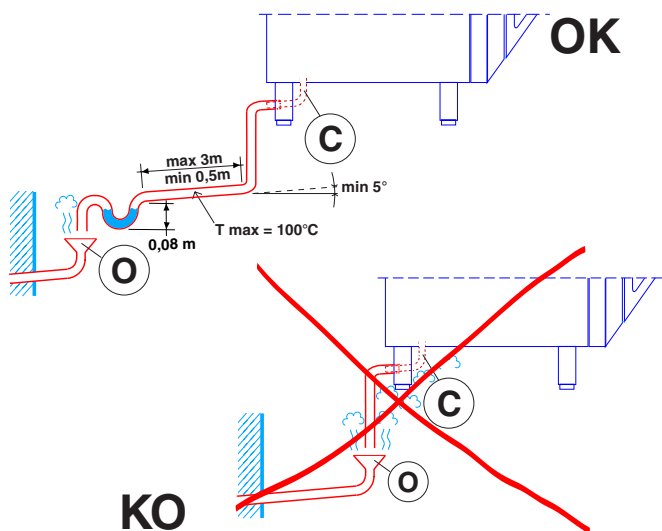 OK
C
max 3m
min 0,5m
min 5°
T max = 100°C
0,08 m
O
C
O
KO